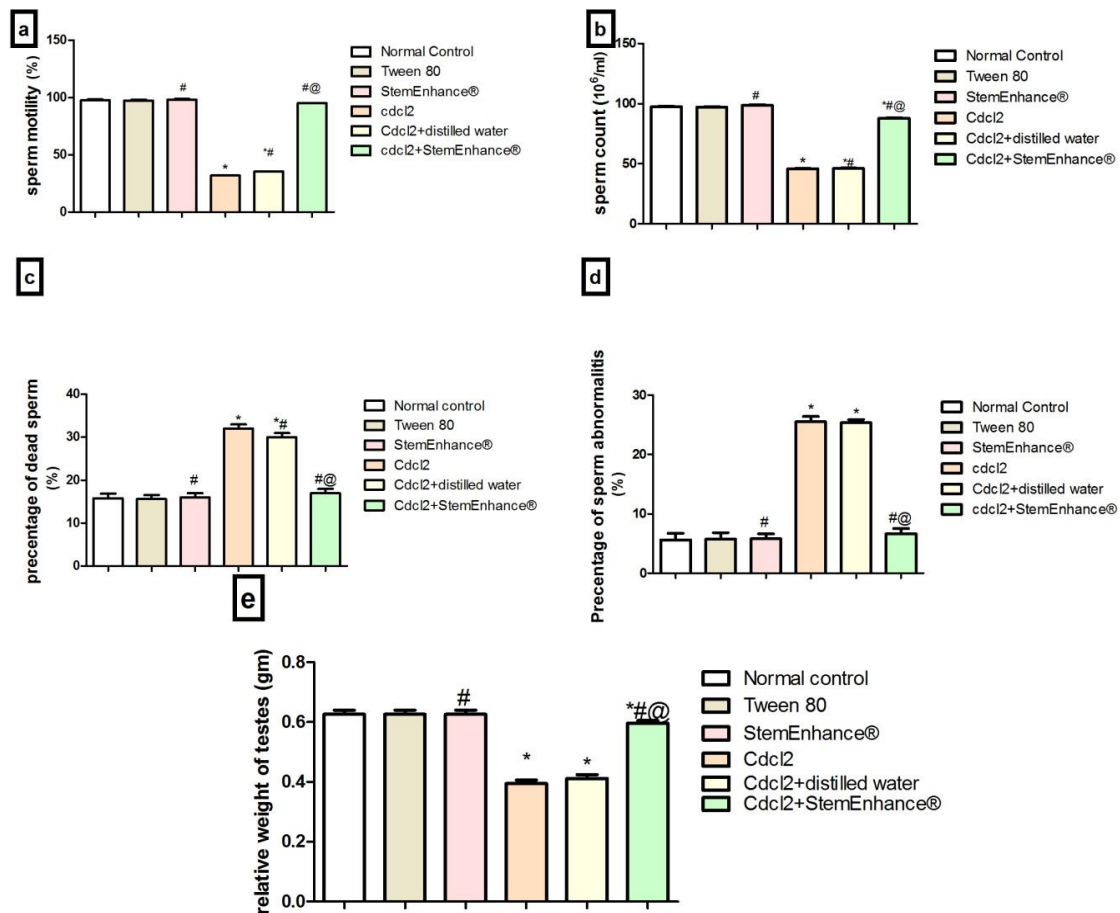 a
sperm motility (%)
150
100
50
0
#
*
*#
#@
Normal Control
Tween 80
StemEnhance®
cdcl2
Cdcl2+distilled water
cdcl2+StemEnhance®
b
sperm count (10⁶/ml)
150
100
50
0
#
*
*#
*#@
Normal Control
Tween 80
StemEnhance®
Cdcl2
Cdcl2+distilled water
Cdcl2+StemEnhance®
c
precentage of dead sperm
(%)
40
30
20
10
0
#
*
*#
#@
Normal control
Tween 80
StemEnhance®
Cdcl2
Cdcl2+distilled water
Cdcl2+StemEnhance®
d
Precentage of sperm abnormalitis
(%)
30
20
10
0
#
*
*
#@
Normal Control
Tween 80
StemEnhance®
cdcl2
Cdcl2+distilled water
cdcl2+StemEnhance®
e
relative weight of testes (gm)
0.8
0.6
0.4
0.2
0.0
#
*
*
*#@
Normal control
Tween 80
StemEnhance®
Cdcl2
Cdcl2+distilled water
Cdcl2+StemEnhance®